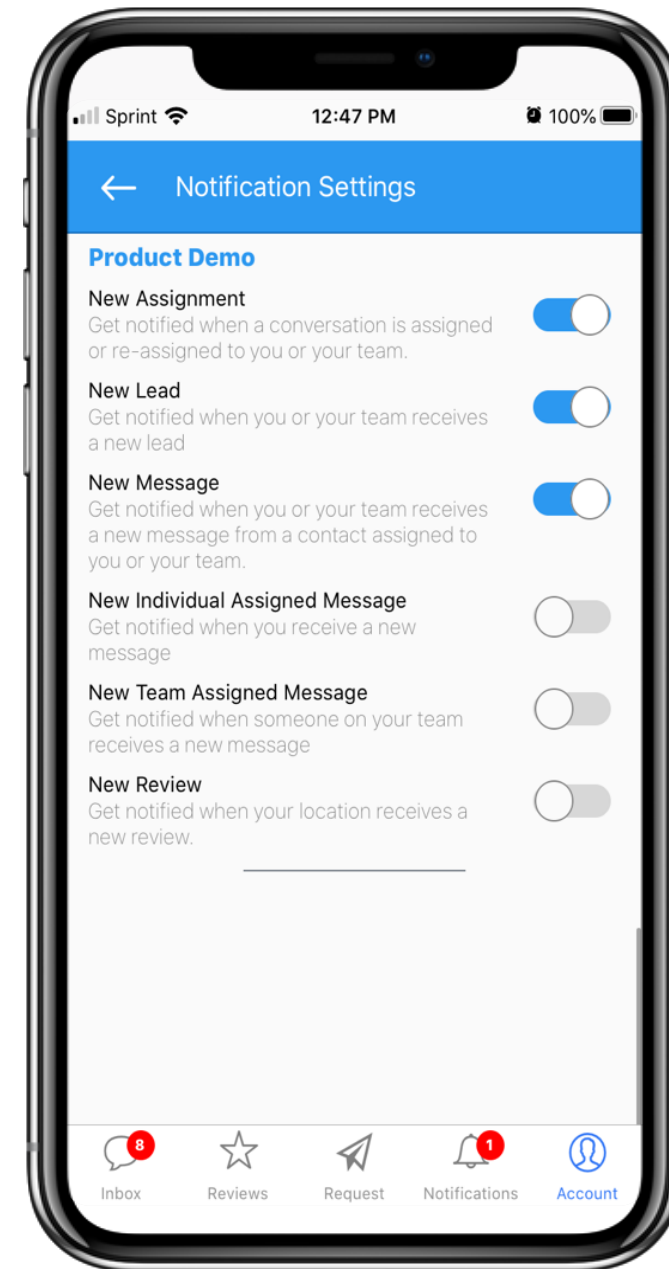 Sprint 12:47 PM 100%
Notification Settings
Product Demo
New Assignment
Get notified when a conversation is assigned
or re-assigned to you or your team.
New Lead
Get notified when you or your team receives
a new lead
New Message
Get notified when you or your team receives
a new message from a contact assigned to
you or your team.
New Individual Assigned Message
Get notified when you receive a new
message
New Team Assigned Message
Get notified when someone on your team
receives a new message
New Review
Get notified when your location receives a
new review.
8 1
Inbox Reviews Request Notifications Account